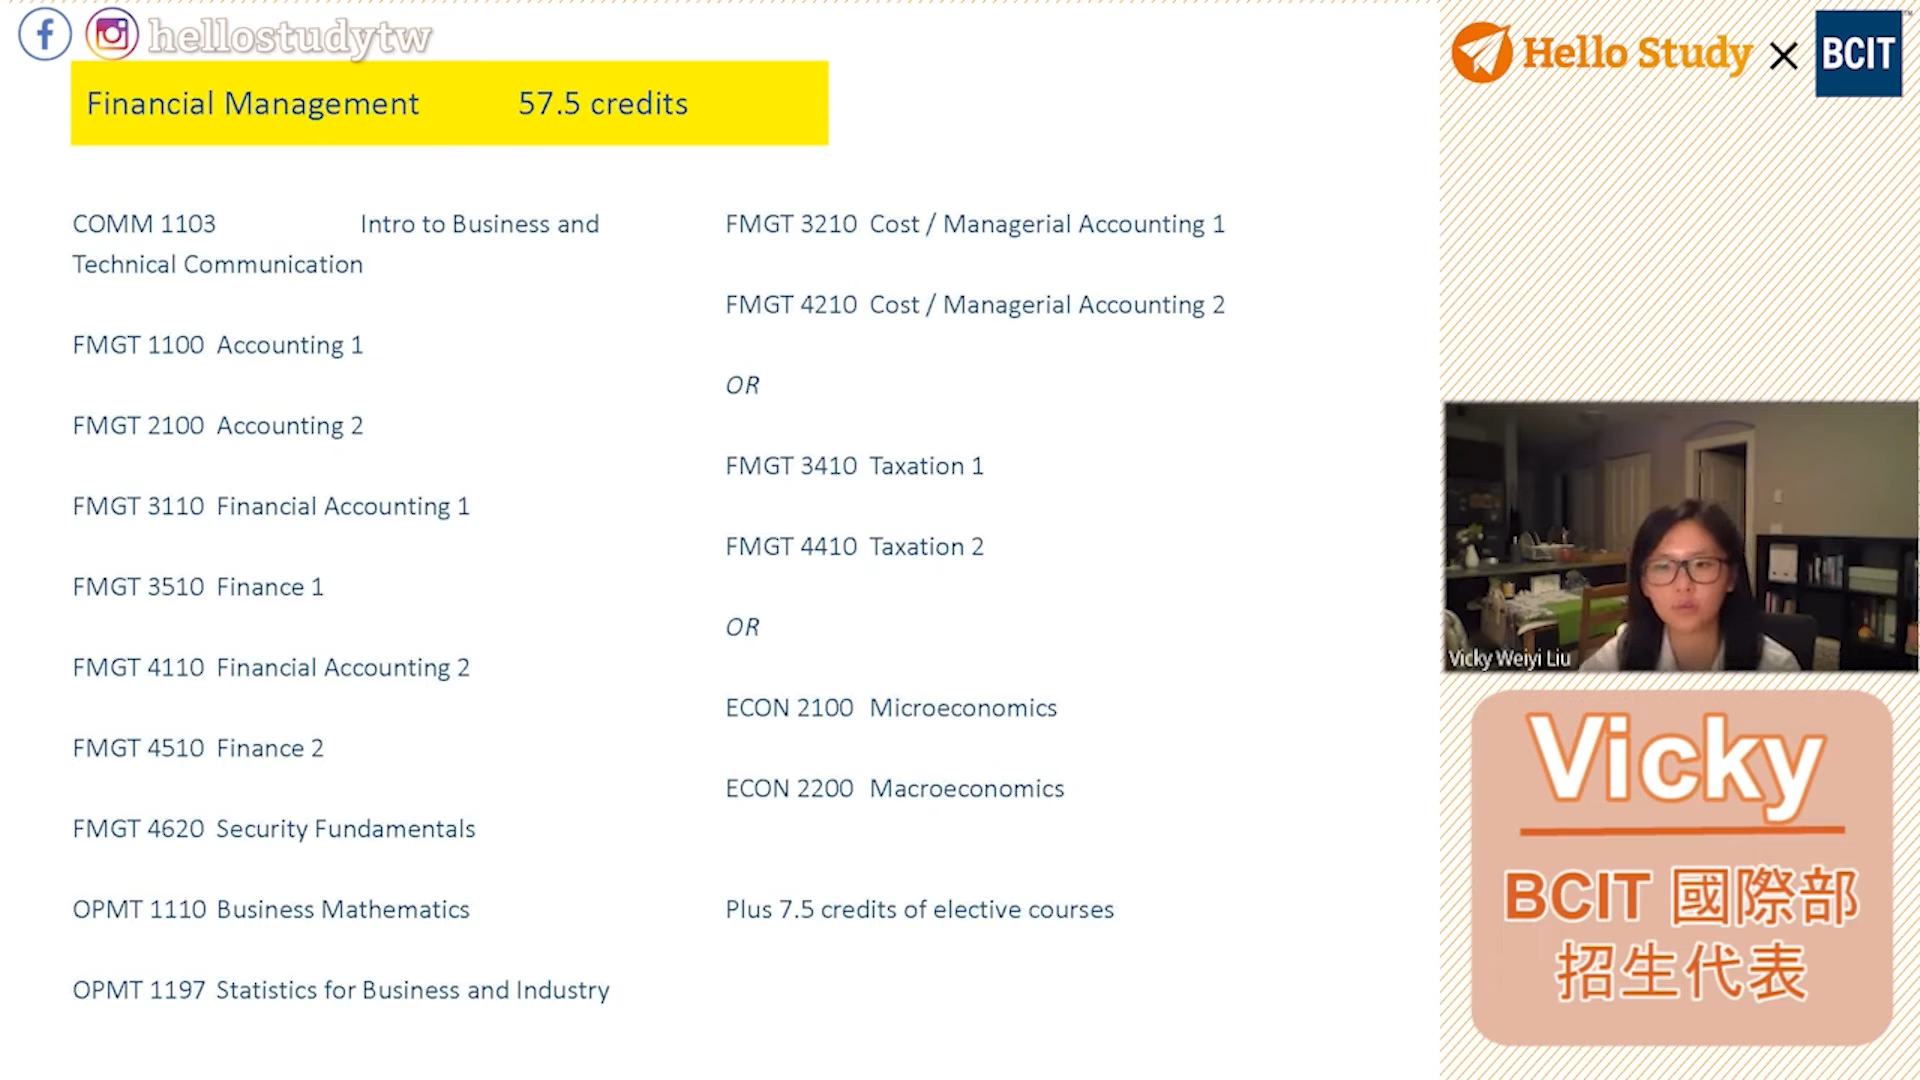 hellostudytw
Hello Study
BCIT
Financial Management 57.5 credits
COMM 1103 Intro to Business and
Technical Communication
FMGT 1100 Accounting 1
FMGT 2100 Accounting 2
FMGT 3110 Financial Accounting 1
FMGT 3510 Finance 1
FMGT 4110 Financial Accounting 2
FMGT 4510 Finance 2
FMGT 4620 Security Fundamentals
OPMT 1110 Business Mathematics
OPMT 1197 Statistics for Business and Industry
FMGT 3210 Cost / Managerial Accounting 1
FMGT 4210 Cost / Managerial Accounting 2
OR
FMGT 3410 Taxation 1
FMGT 4410 Taxation 2
OR
ECON 2100 Microeconomics
ECON 2200 Macroeconomics
Plus 7.5 credits of elective courses
Vicky Weiyi Liu
Vicky
BCIT 國際部
招生代表